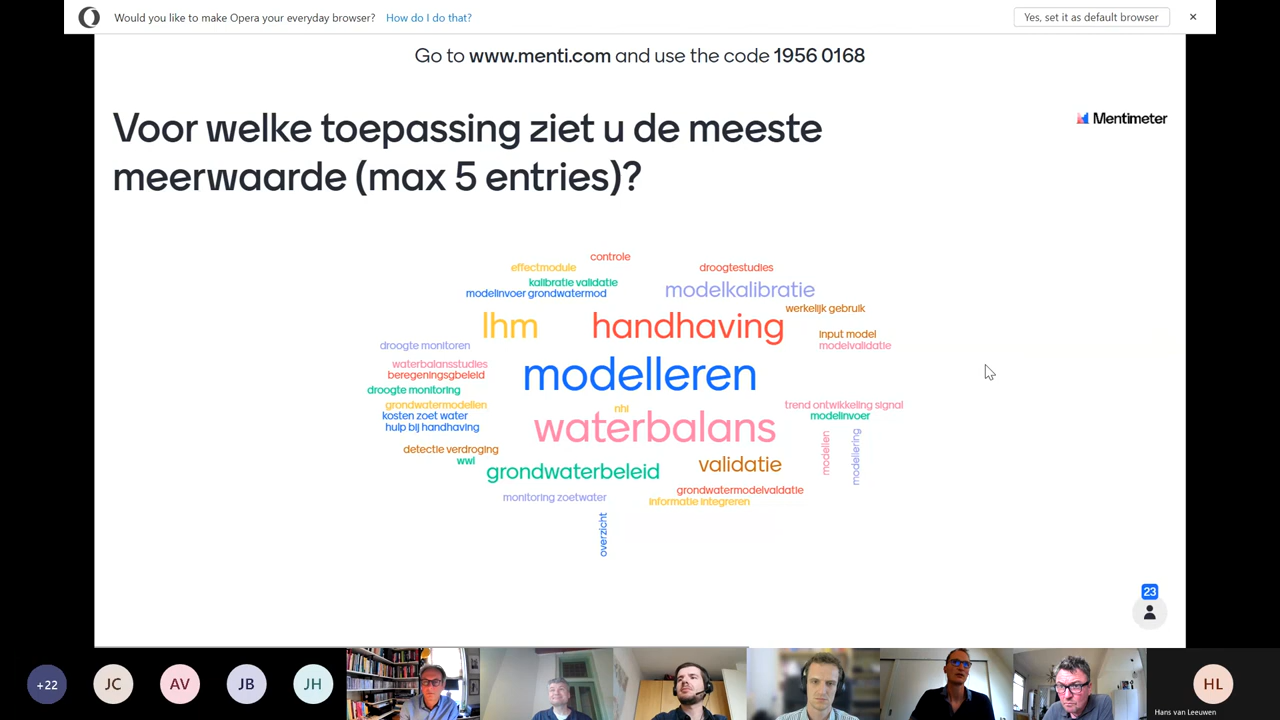 Would you like to make Opera your everyday browser? How do I do that? Yes, set it as default browser ×
Go to www.menti.com and use the code 1956 0168
Voor welke toepassing ziet u de meeste
meerwaarde (max 5 entries)?
Mentimeter
controle
effectmodule
droogtestudies
kalibratie validatie
modelinvoer grondwatermod
modelkalibratie
werkelijk gebruik
lhm
handhaving
input model
droogte monitoren
modelvalidatie
waterbalansstudies
beregeningsgbeleid
modelleren
droogte monitoring
grondwatermodellen
nhi
trend ontwikkeling signal
kosten zoet water
modelinvoer
hulp bij handhaving
waterbalans
modellen
modellering
detectie verdroging
wwl
grondwaterbeleid
validatie
grondwatermodelvaldatie
monitoring zoetwater
informatie integreren
overzicht
23
+22
JC
AV
JB
JH
HL
Hans van Leeuwen